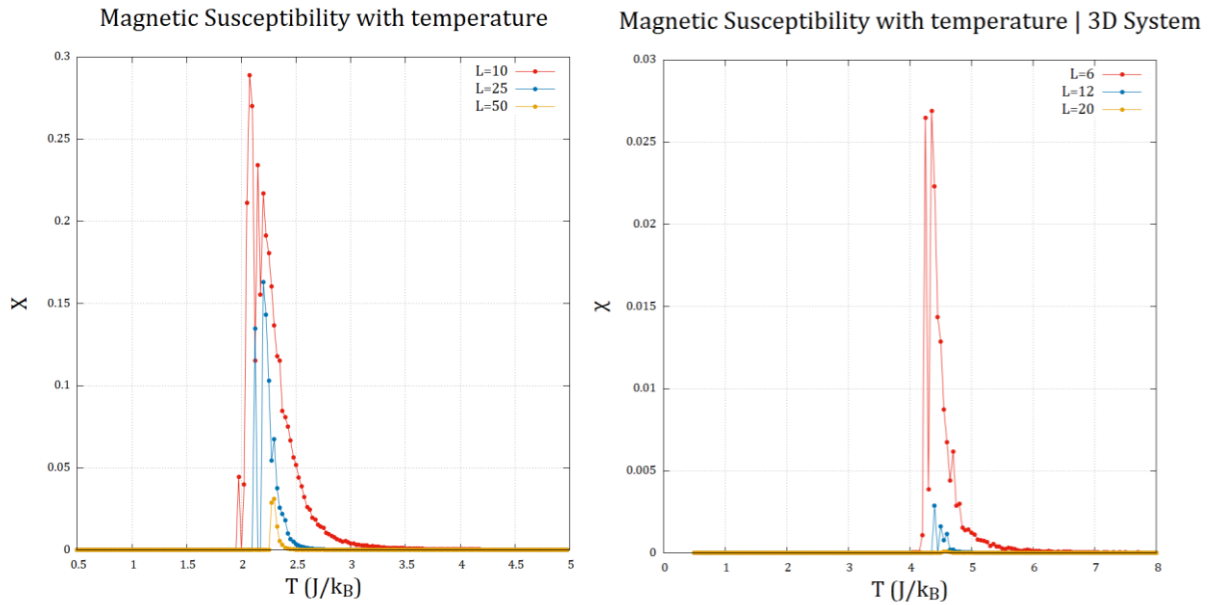 Magnetic Susceptibility with temperature
0.3
0.25
0.2
0.15
0.1
0.05
0
X
L=10
L=25
L=50
0.5
1
1.5
2
2.5
3
3.5
4
4.5
5
T (J/kB)
Magnetic Susceptibility with temperature | 3D System
0.03
0.025
0.02
0.015
0.01
0.005
0
χ
L=6
L=12
L=20
0
1
2
3
4
5
6
7
8
T (J/kB)